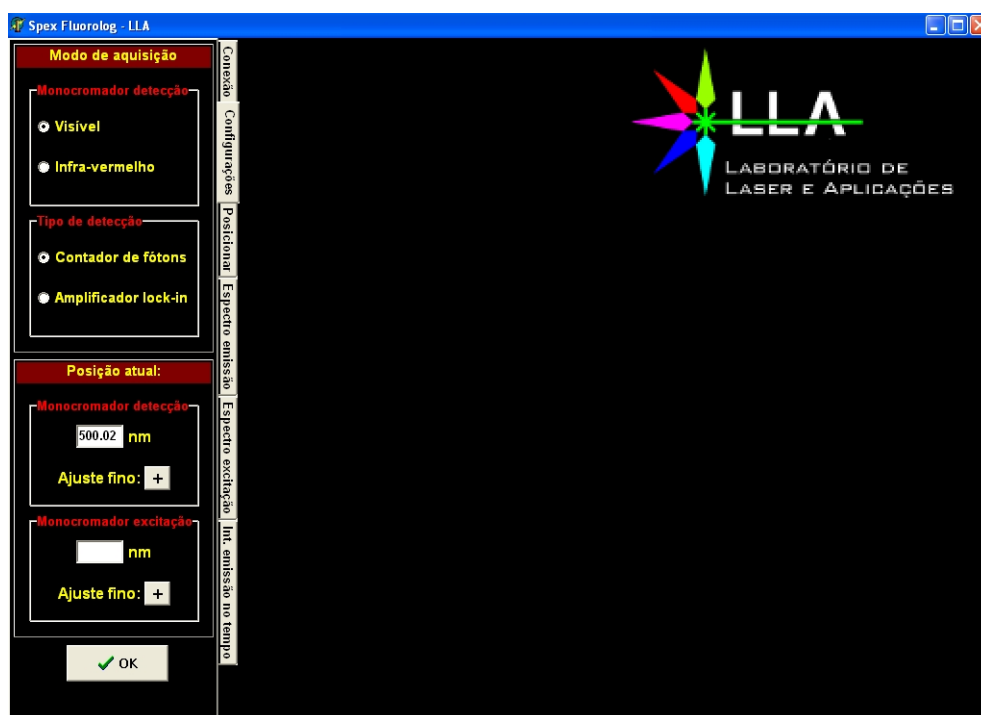 Spex Fluorolog - LLA
Modo de aquisição
Monocromador detecção
Visível
Infra-vermelho
Tipo de detecção
Contador de fótons
Amplificador lock-in
Posição atual:
Monocromador detecção
500.02 nm
Ajuste fino: +
Monocromador excitação
nm
Ajuste fino: +
OK
Conexão
Configurações
Posicionar
Espectro emissão
Espectro excitação
Int. emissão no tempo
LLA
LABORATÓRIO DE
LASER E APLICAÇÕES